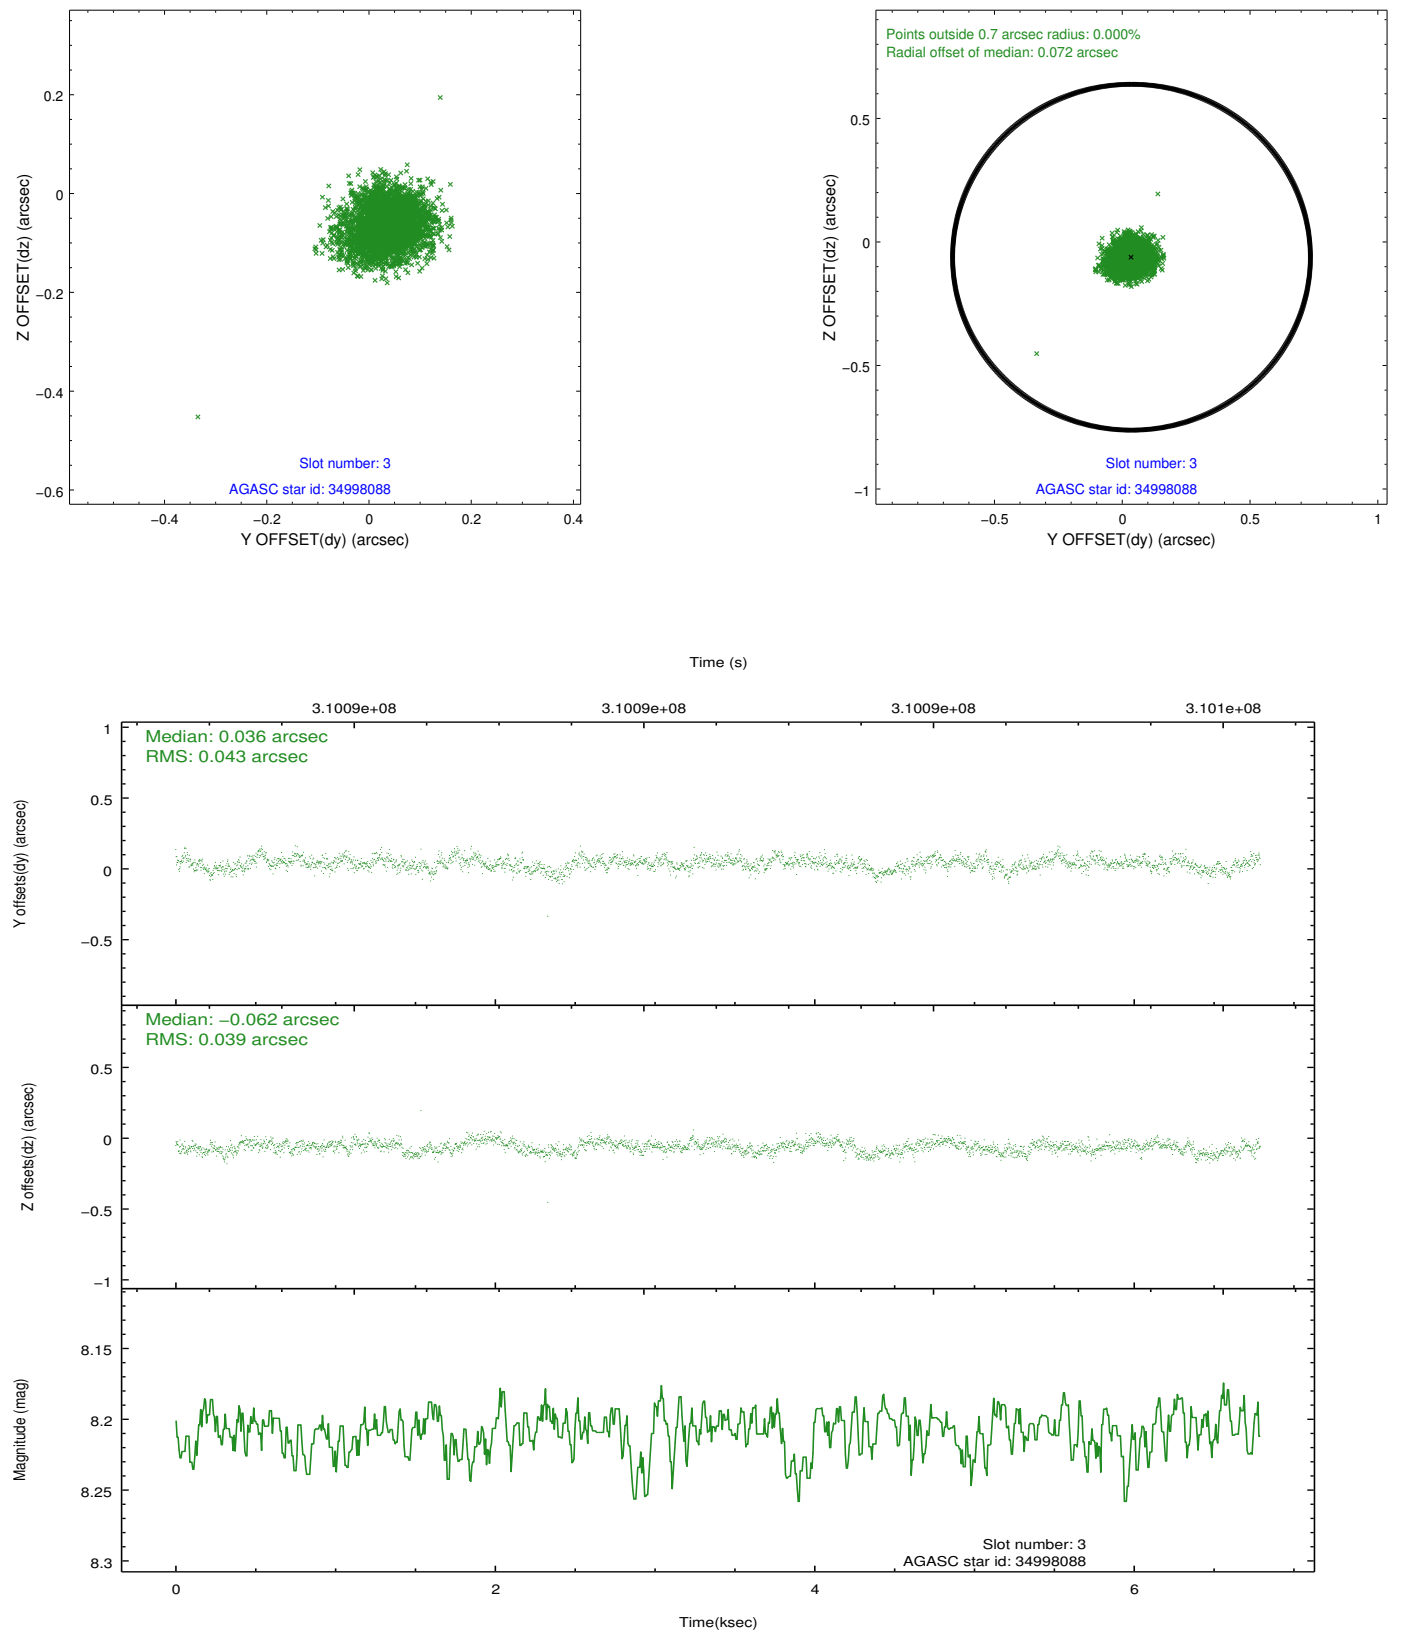 0.2
0
−0.2
−0.4
−0.6
Z OFFSET(dz) (arcsec)
Slot number: 3
AGASC star id: 34998088
−0.4
−0.2
0
0.2
0.4
Y OFFSET(dy) (arcsec)
Points outside 0.7 arcsec radius: 0.000%
Radial offset of median: 0.072 arcsec
0.5
0
−0.5
−1
Z OFFSET(dz) (arcsec)
Slot number: 3
AGASC star id: 34998088
−0.5
0
0.5
1
Y OFFSET(dy) (arcsec)
Time (s)
3.1009e+08
3.1009e+08
3.1009e+08
3.101e+08
Median: 0.036 arcsec
RMS: 0.043 arcsec
1
0.5
0
−0.5
Y offsets(dy) (arcsec)
Median: −0.062 arcsec
RMS: 0.039 arcsec
0.5
0
−0.5
−1
Z offsets(dz) (arcsec)
8.15
8.2
8.25
8.3
Magnitude (mag)
Slot number: 3
AGASC star id: 34998088
0
2
4
6
Time(ksec)